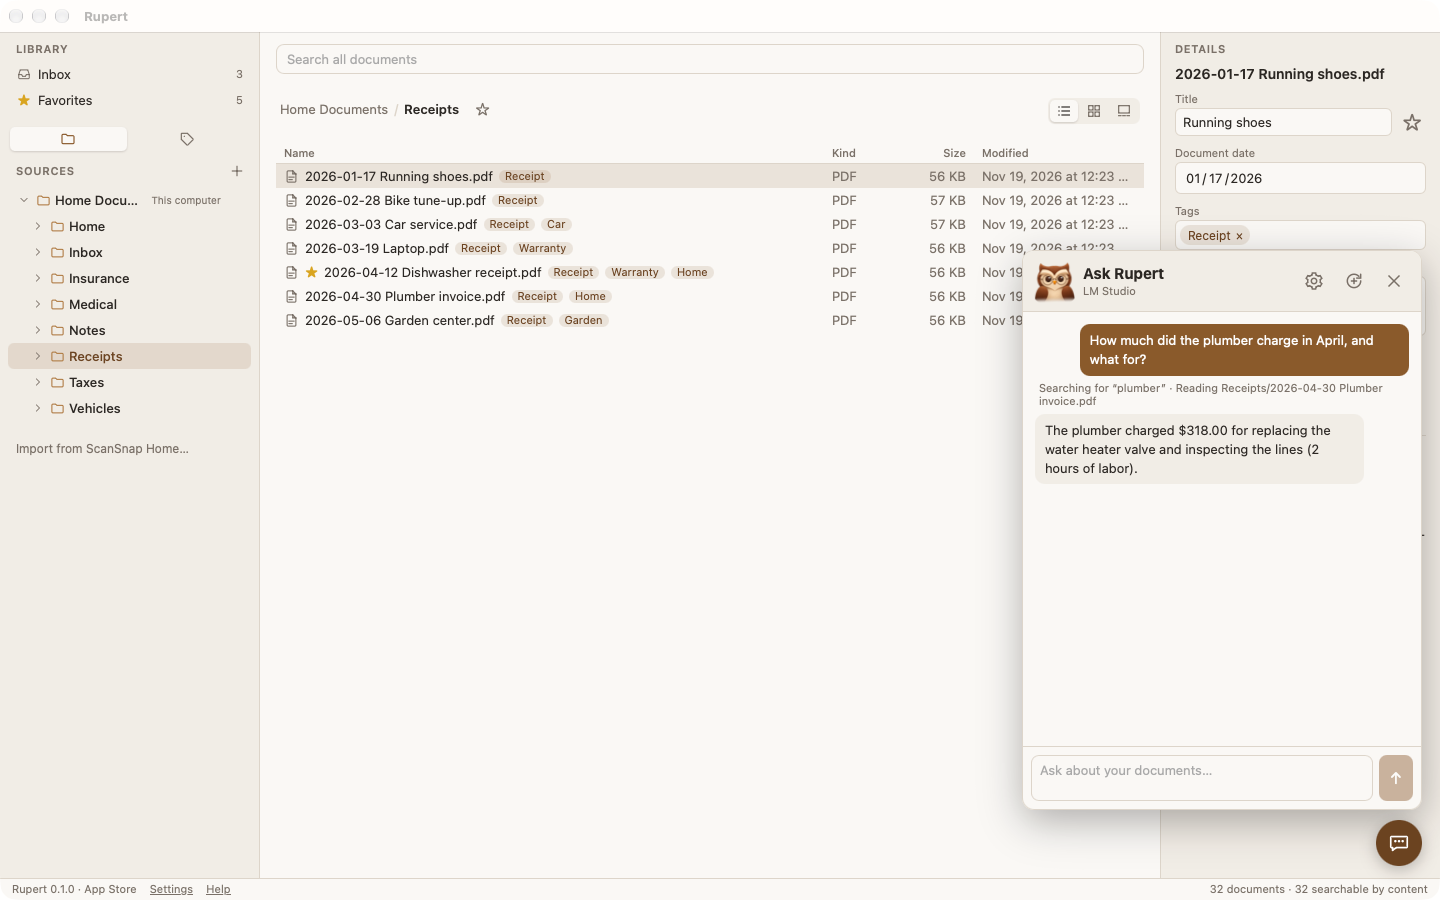 Rupert
LIBRARY
Inbox 3
Favorites 5
SOURCES
Home Docu... This computer
Home
Inbox
Insurance
Medical
Notes
Receipts
Taxes
Vehicles
Import from ScanSnap Home...
Search all documents
Home Documents / Receipts
Name Kind Size Modified
2026-01-17 Running shoes.pdf Receipt PDF 56 KB Nov 19, 2026 at 12:23 ...
2026-02-28 Bike tune-up.pdf Receipt PDF 57 KB Nov 19, 2026 at 12:23 ...
2026-03-03 Car service.pdf Receipt Car PDF 57 KB Nov 19, 2026 at 12:23 ...
2026-03-19 Laptop.pdf Receipt Warranty PDF 56 KB Nov 19, 2026 at 12:23 ...
2026-04-12 Dishwasher receipt.pdf Receipt Warranty Home PDF 56 KB Nov 19
2026-04-30 Plumber invoice.pdf Receipt Home PDF 56 KB Nov 19
2026-05-06 Garden center.pdf Receipt Garden PDF 56 KB Nov 19
DETAILS
2026-01-17 Running shoes.pdf
Title
Running shoes
Document date
01/17/2026
Tags
Receipt ×
Ask Rupert
LM Studio
How much did the plumber charge in April, and
what for?
Searching for “plumber” · Reading Receipts/2026-04-30 Plumber
invoice.pdf
The plumber charged $318.00 for replacing the
water heater valve and inspecting the lines (2
hours of labor).
Ask about your documents...
Rupert 0.1.0 · App Store Settings Help
32 documents · 32 searchable by content